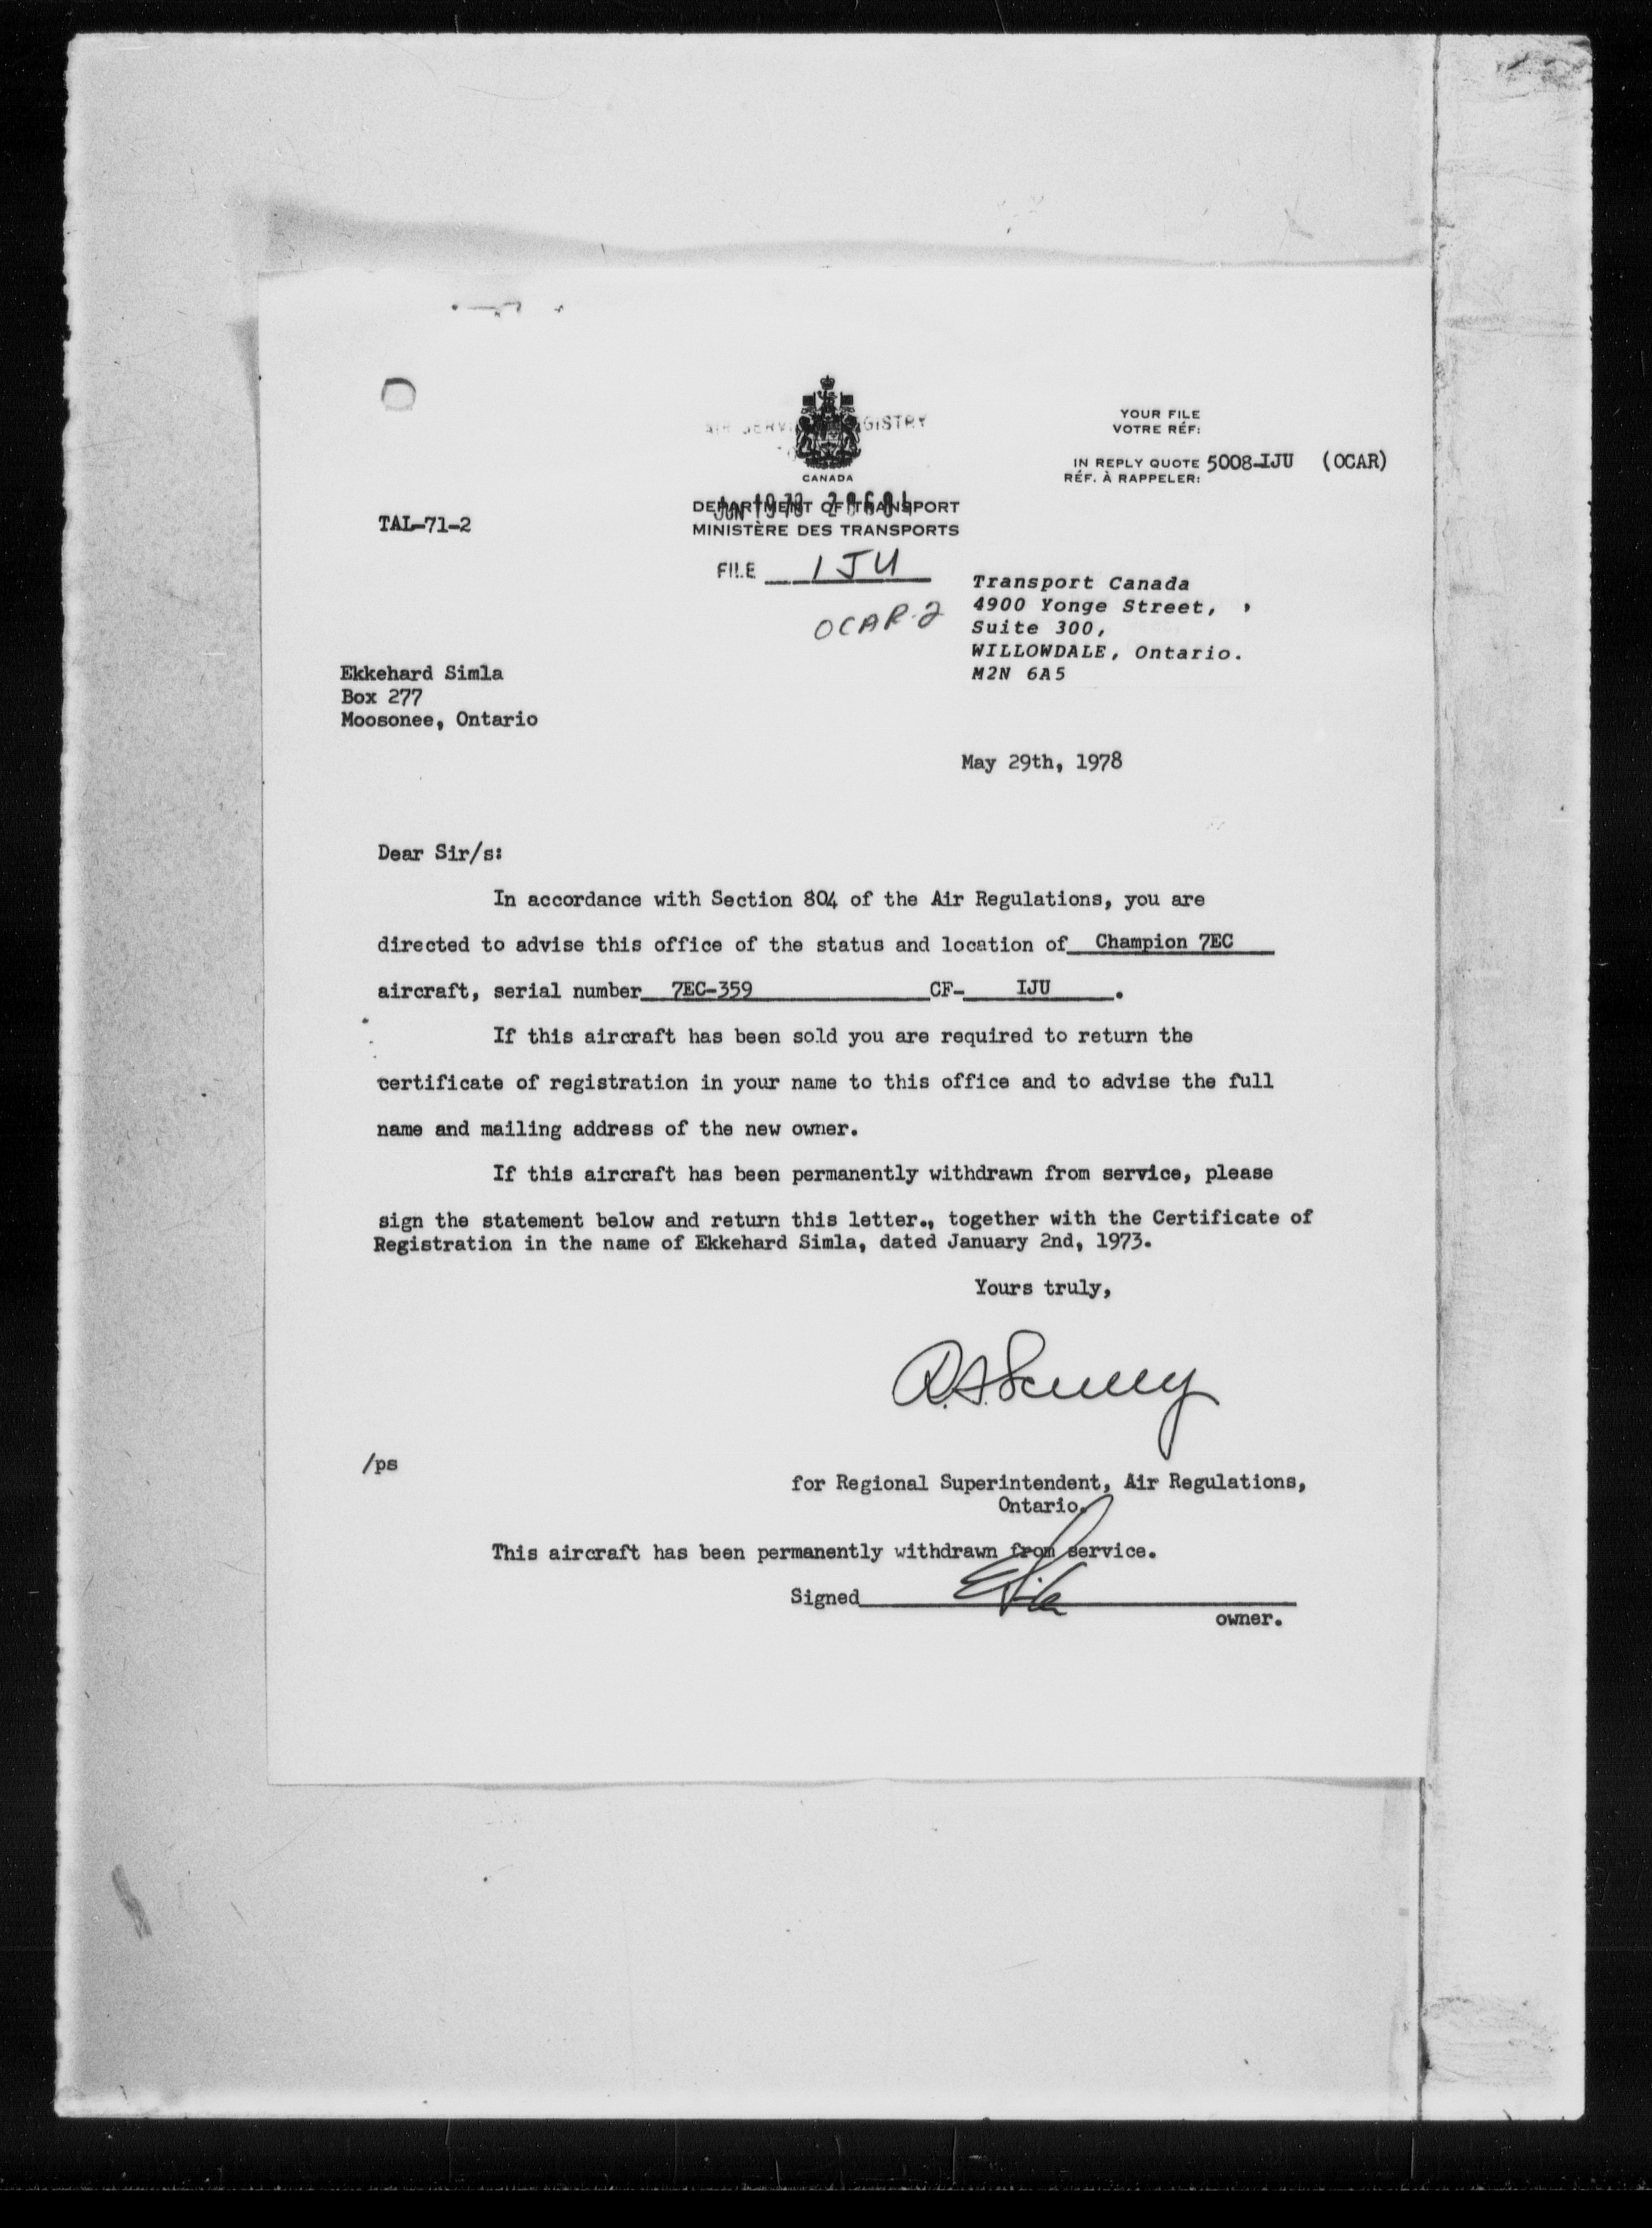 YOUR FILE
VOTRE RÉF:
GISTRY
CANADA
IN REPLY QUOTE 5008-IJU (OCAR)
RÉF. À RAPPELER:
DEPARTMENT OF TRANSPORT
MINISTÈRE DES TRANSPORTS
TAL-71-2
FILE IJU
OCAR-2
Transport Canada
4900 Yonge Street, ,
Suite 300,
WILLOWDALE, Ontario.
M2N 6A5
Ekkehard Simla
Box 277
Moosonee, Ontario
May 29th, 1978
Dear Sir/s:
In accordance with Section 804 of the Air Regulations, you are
directed to advise this office of the status and location of Champion 7EC
aircraft, serial number 7EC-359 CF- IJU .
If this aircraft has been sold you are required to return the
certificate of registration in your name to this office and to advise the full
name and mailing address of the new owner.
If this aircraft has been permanently withdrawn from service, please
sign the statement below and return this letter., together with the Certificate of
Registration in the name of Ekkehard Simla, dated January 2nd, 1973.
Yours truly,
/ps
for Regional Superintendent, Air Regulations,
Ontario.
This aircraft has been permanently withdrawn from service.
Signed
owner.